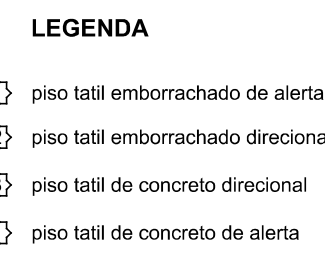 LEGENDA
piso tatil emborrachado de alerta
piso tatil emborrachado
piso tatil de concreto direcional
piso tatil de concreto de alerta